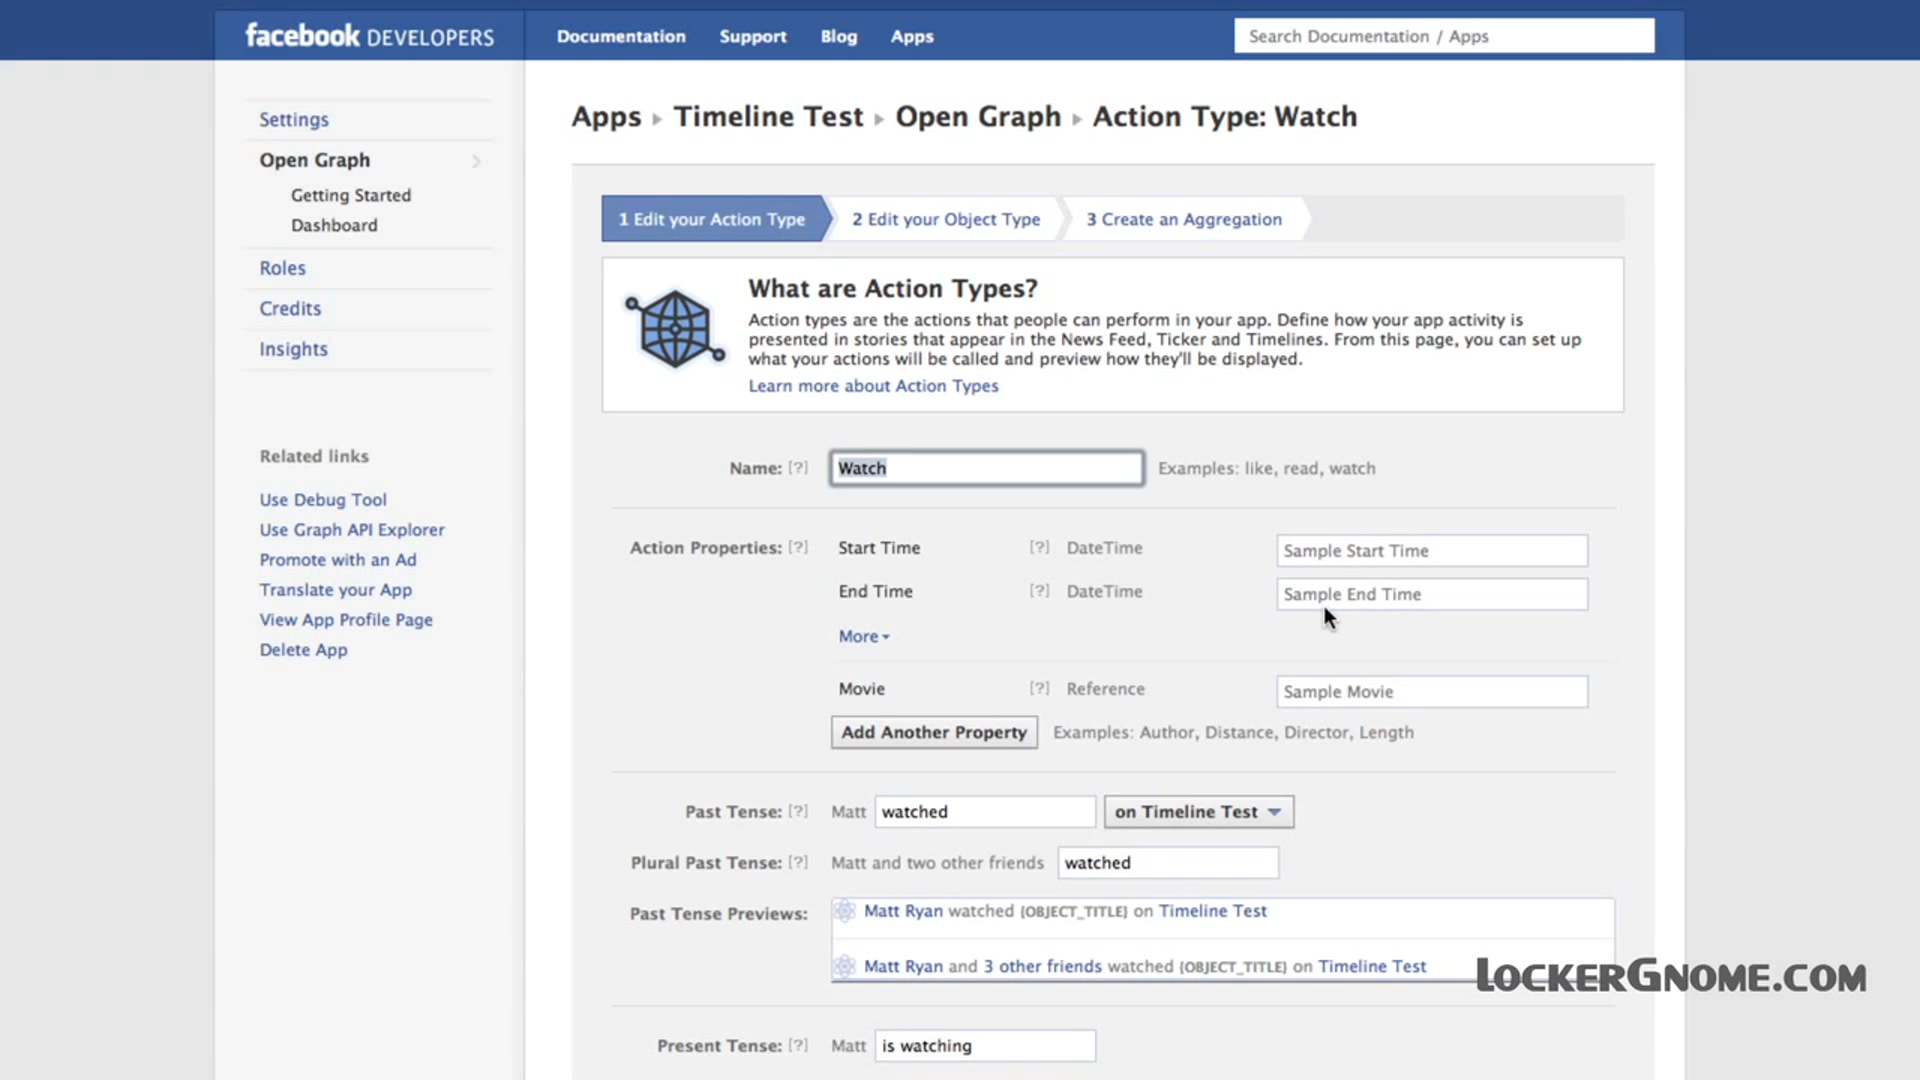 facebook DEVELOPERS
Documentation Support Blog Apps
Search Documentation / Apps
Settings
Open Graph
Getting Started
Dashboard
Roles
Credits
Insights
Related links
Use Debug Tool
Use Graph API Explorer
Promote with an Ad
Translate your App
View App Profile Page
Delete App
Apps ▸ Timeline Test ▸ Open Graph ▸ Action Type: Watch
1 Edit your Action Type 2 Edit your Object Type 3 Create an Aggregation
What are Action Types?
Action types are the actions that people can perform in your app. Define how your app activity is
presented in stories that appear in the News Feed, Ticker and Timelines. From this page, you can set up
what your actions will be called and preview how they'll be displayed.
Learn more about Action Types
Name: [?] Watch Examples: like, read, watch
Action Properties: [?] Start Time [?] DateTime Sample Start Time
End Time [?] DateTime Sample End Time
More
Movie [?] Reference Sample Movie
Add Another Property Examples: Author, Distance, Director, Length
Past Tense: [?] Matt watched on Timeline Test
Plural Past Tense: [?] Matt and two other friends watched
Past Tense Previews: Matt Ryan watched {OBJECT_TITLE} on Timeline Test
Matt Ryan and 3 other friends watched {OBJECT_TITLE} on Timeline Test
LOCKERGNOME.COM
Present Tense: [?] Matt is watching